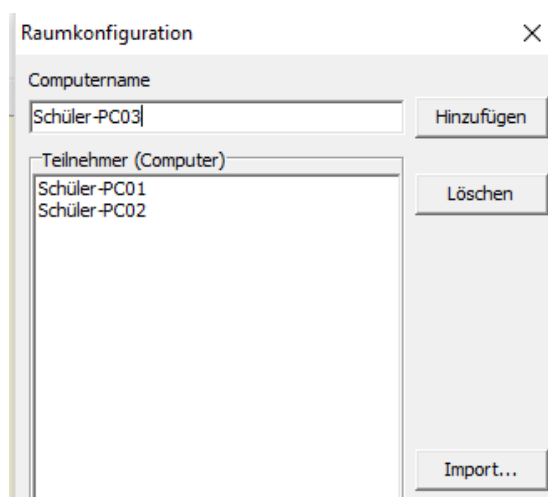 Raumkonfiguration
Computername
Schüler-PC03
Hinzufügen
Teilnehmer (Computer)
Schüler-PC01
Schüler-PC02
Löschen
Import...